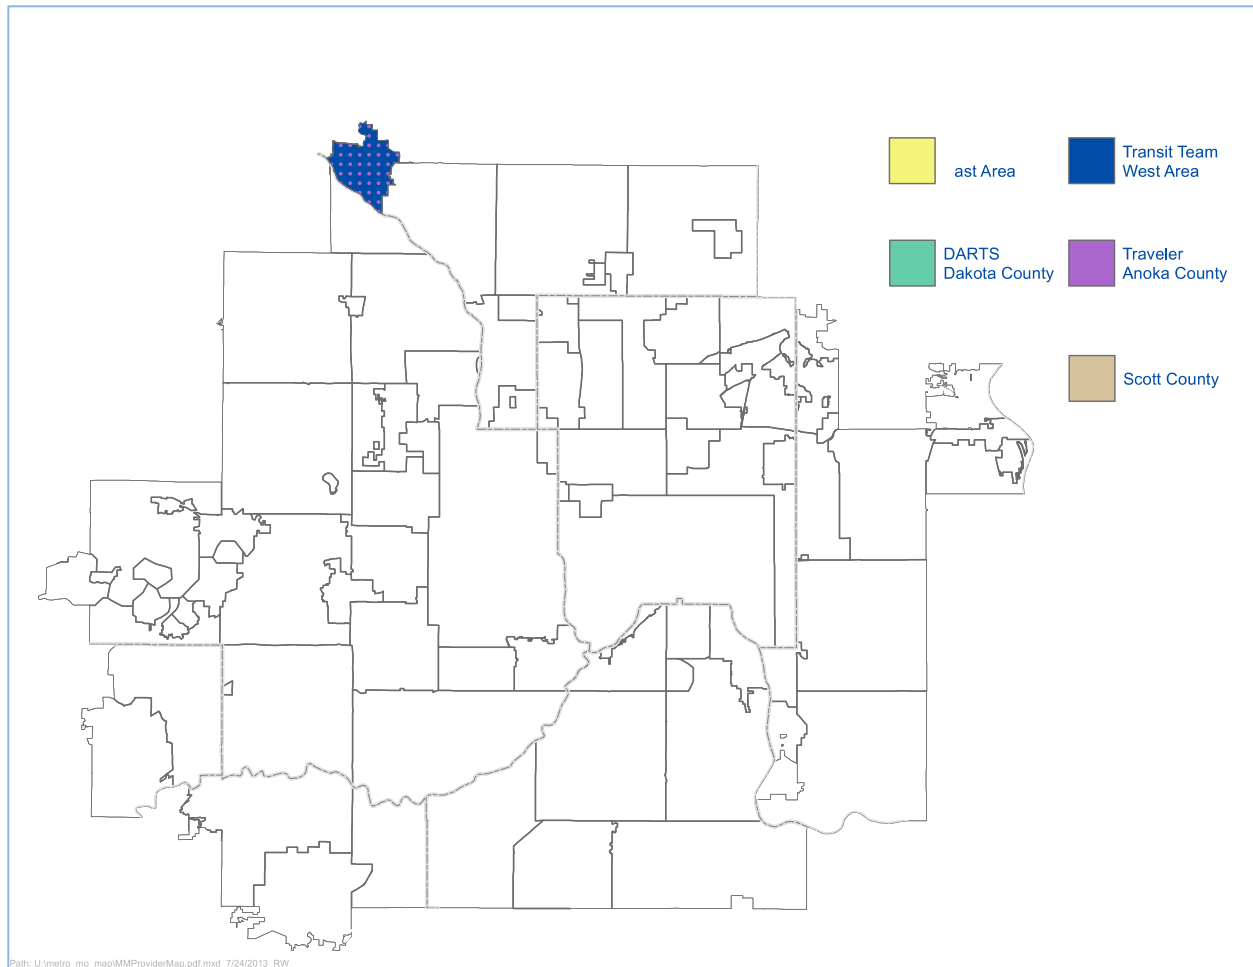 ast Area
Transit Team
West Area
DARTS
Dakota County
Traveler
Anoka County
Scott County
Path: U:\metro_mo_map\MMProviderMap.pdf.mxd 7/24/2013 RW